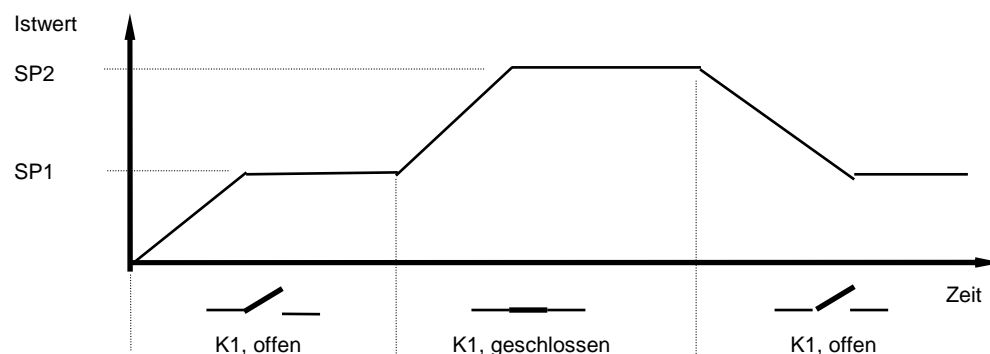 Istwert
SP2
SP1
Zeit
K1, offen
K1, geschlossen
K1, offen